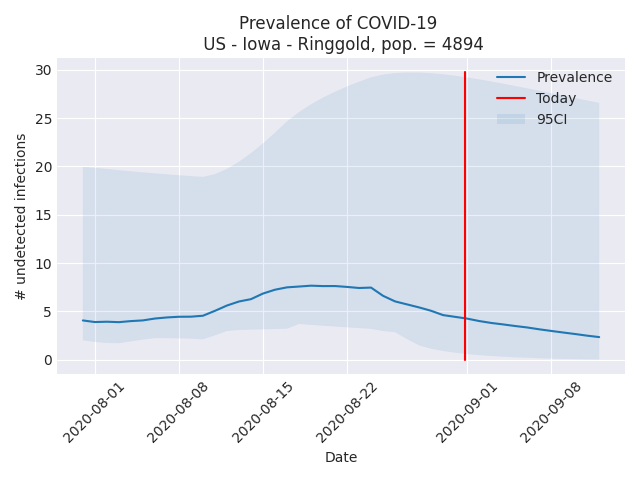 Prevalence of COVID-19
US - Iowa - Ringgold, pop. = 4894
30
25
20
15
10
5
0
# undetected infections
Prevalence
Today
95CI
2020-08-01
2020-08-08
2020-08-15
2020-08-22
2020-09-01
2020-09-08
Date